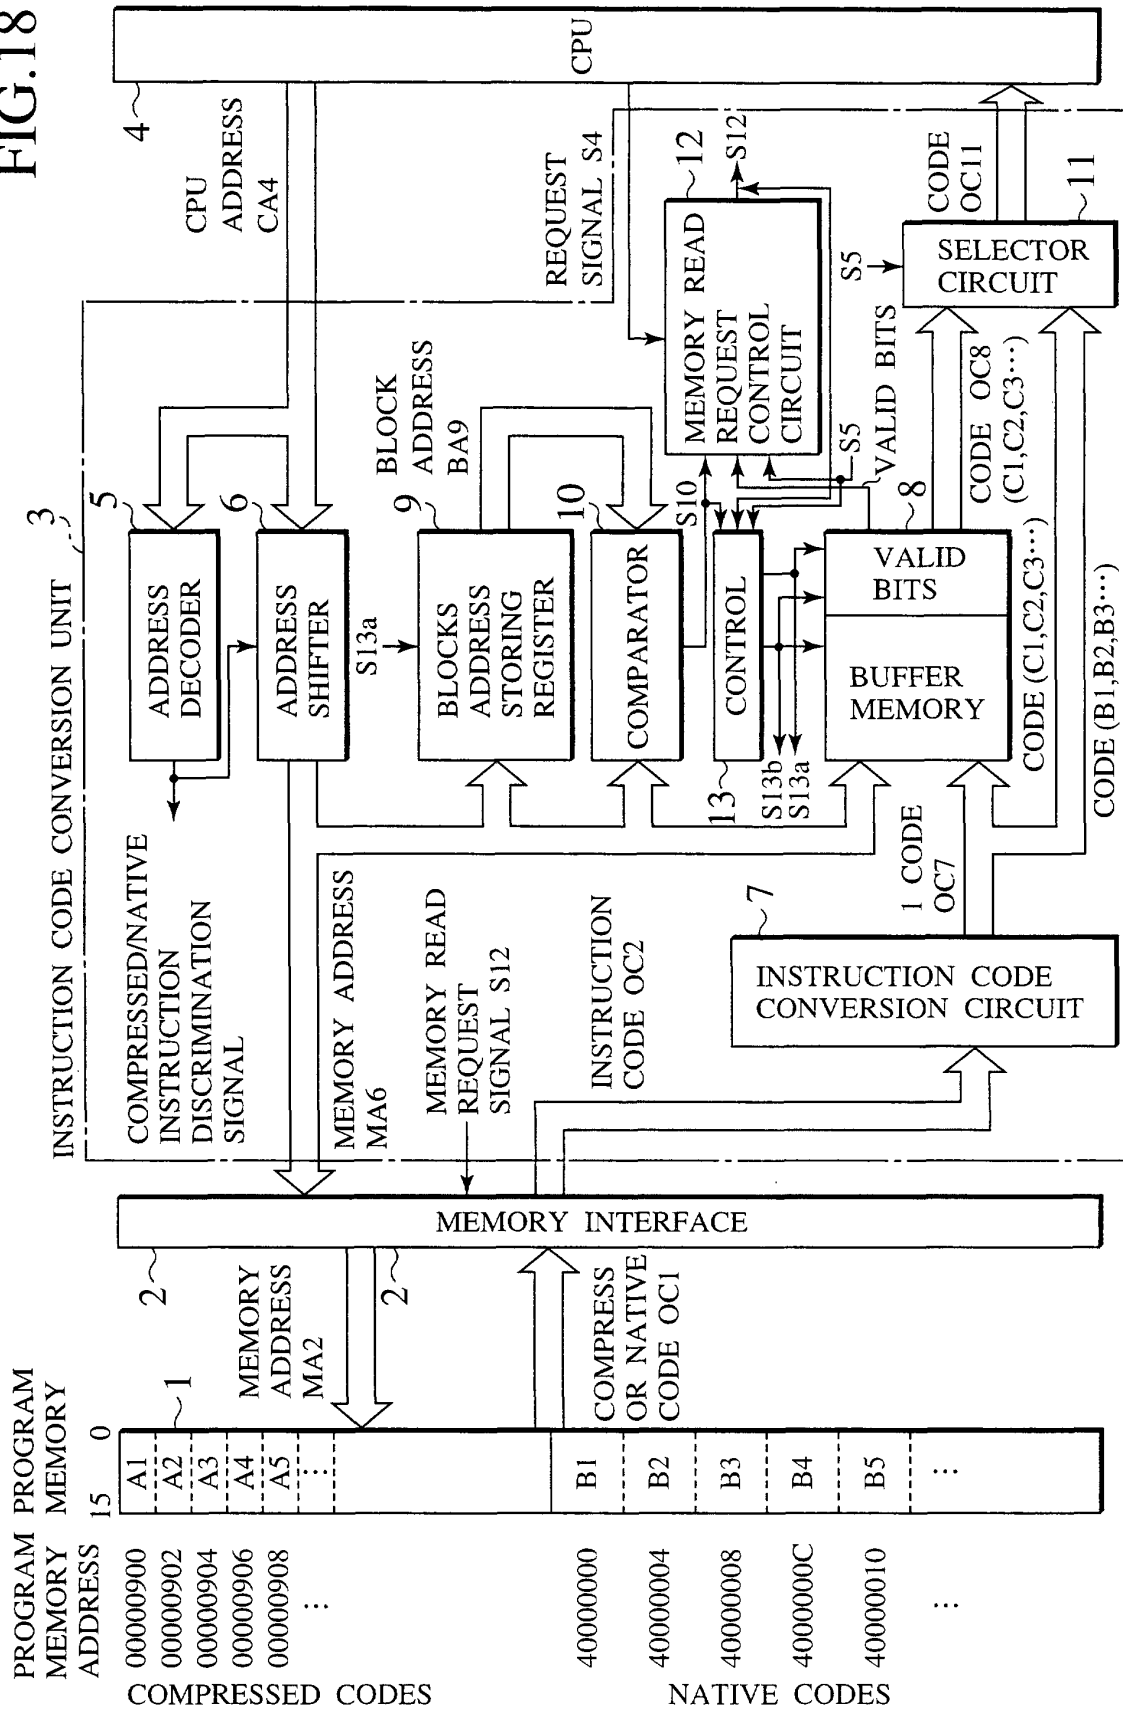 FIG.18
PROGRAM
MEMORY
ADDRESS
PROGRAM
MEMORY
15
0
1
COMPRESSED CODES
00000900
00000902
00000904
00000906
00000908
...
A1
A2
A3
A4
A5
...
NATIVE CODES
40000000
40000004
40000008
4000000C
40000010
...
B1
B2
B3
B4
B5
...
MEMORY
ADDRESS
MA2
COMPRESS
OR NATIVE
CODE OC1
2
2
MEMORY INTERFACE
INSTRUCTION CODE CONVERSION UNIT
3
COMPRESSED/NATIVE
INSTRUCTION
DISCRIMINATION
SIGNAL
MEMORY ADDRESS
MA6
MEMORY READ
REQUEST
SIGNAL S12
INSTRUCTION
CODE OC2
INSTRUCTION CODE
CONVERSION CIRCUIT
7
1 CODE
OC7
5
ADDRESS
DECODER
6
ADDRESS
SHIFTER
S13a
9
BLOCKS
ADDRESS
STORING
REGISTER
BLOCK
ADDRESS
BA9
10
COMPARATOR
S10
13
CONTROL
S13b
S13a
8
VALID
BITS
BUFFER
MEMORY
VALID BITS
CODE OC8
(C1,C2,C3···)
CODE (C1,C2,C3···)
CODE (B1,B2,B3···)
CPU
ADDRESS
CA4
REQUEST
SIGNAL S4
12
MEMORY READ
REQUEST
CONTROL
CIRCUIT
S12
S5
S5
SELECTOR
CIRCUIT
11
CODE
OC11
4
CPU